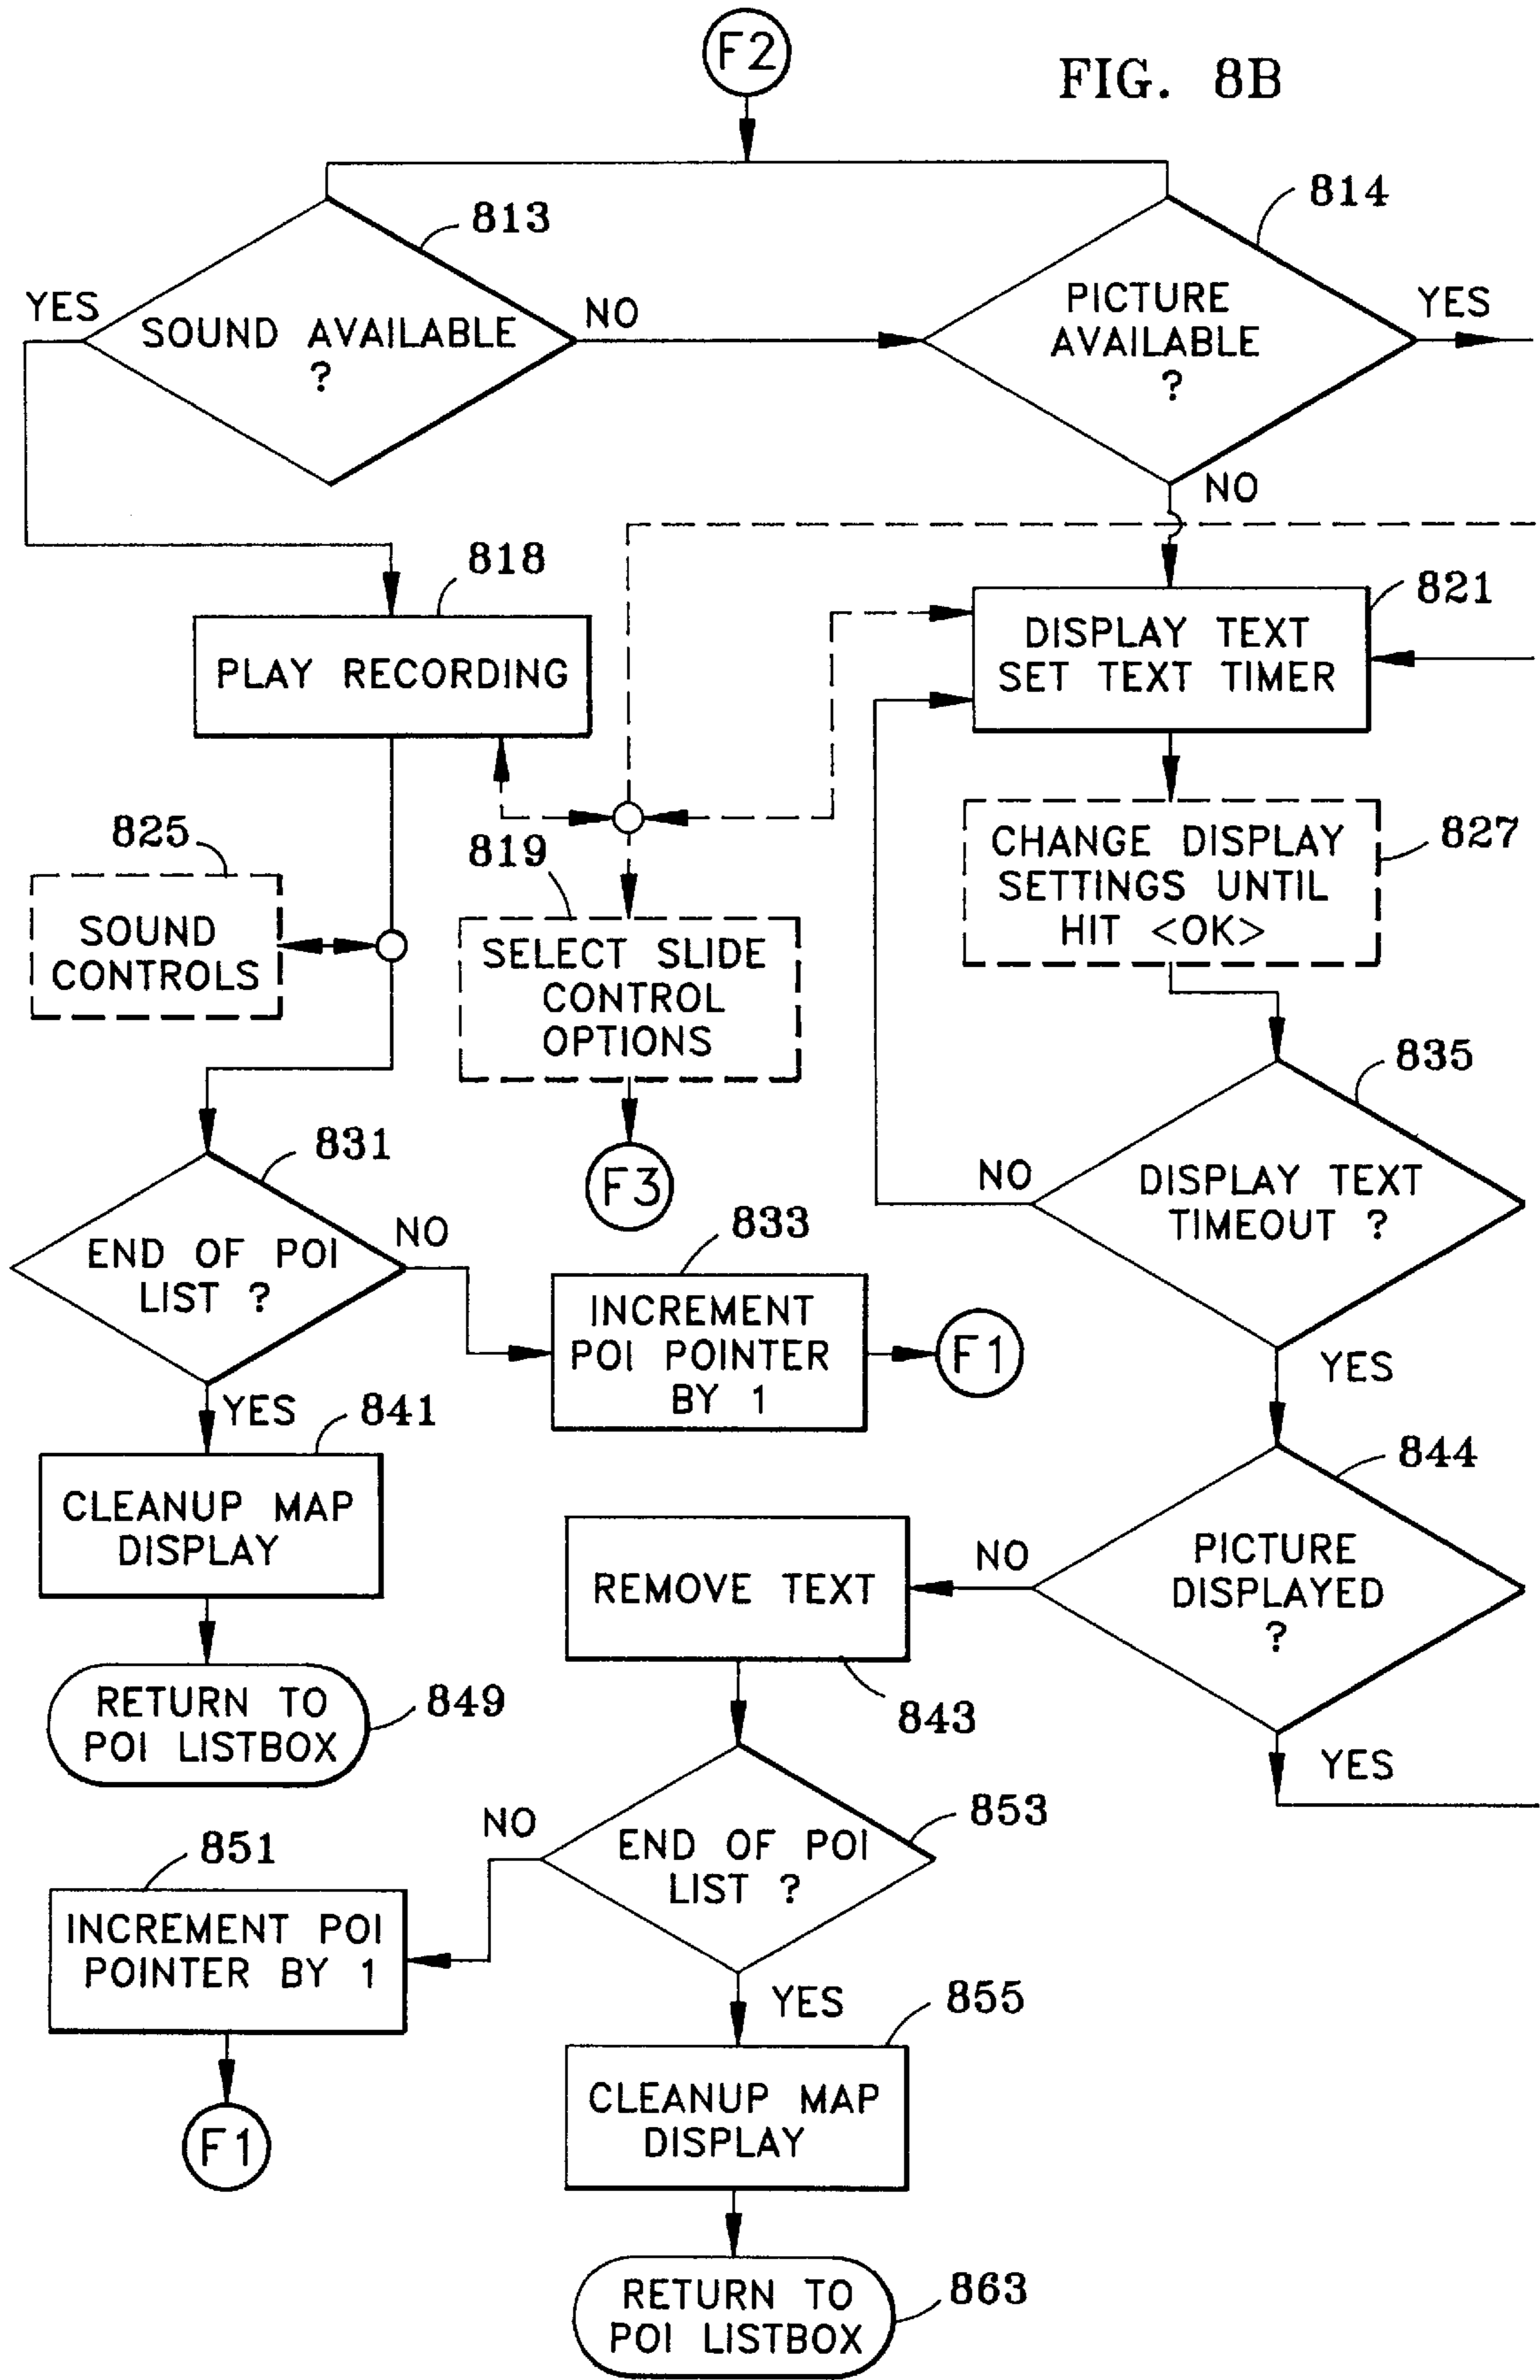 F2
FIG. 8B
813
814
YES
SOUND AVAILABLE
?
NO
PICTURE
AVAILABLE
?
YES
NO
818
PLAY RECORDING
821
DISPLAY TEXT
SET TEXT TIMER
825
SOUND
CONTROLS
819
SELECT SLIDE
CONTROL
OPTIONS
F3
827
CHANGE DISPLAY
SETTINGS UNTIL
HIT <OK>
835
DISPLAY TEXT
TIMEOUT ?
NO
YES
831
END OF POI
LIST ?
NO
YES
833
INCREMENT
POI POINTER
BY 1
F1
841
CLEANUP MAP
DISPLAY
849
RETURN TO
POI LISTBOX
844
PICTURE
DISPLAYED
?
NO
YES
REMOVE TEXT
843
853
END OF POI
LIST ?
NO
YES
851
INCREMENT POI
POINTER BY 1
F1
855
CLEANUP MAP
DISPLAY
863
RETURN TO
POI LISTBOX